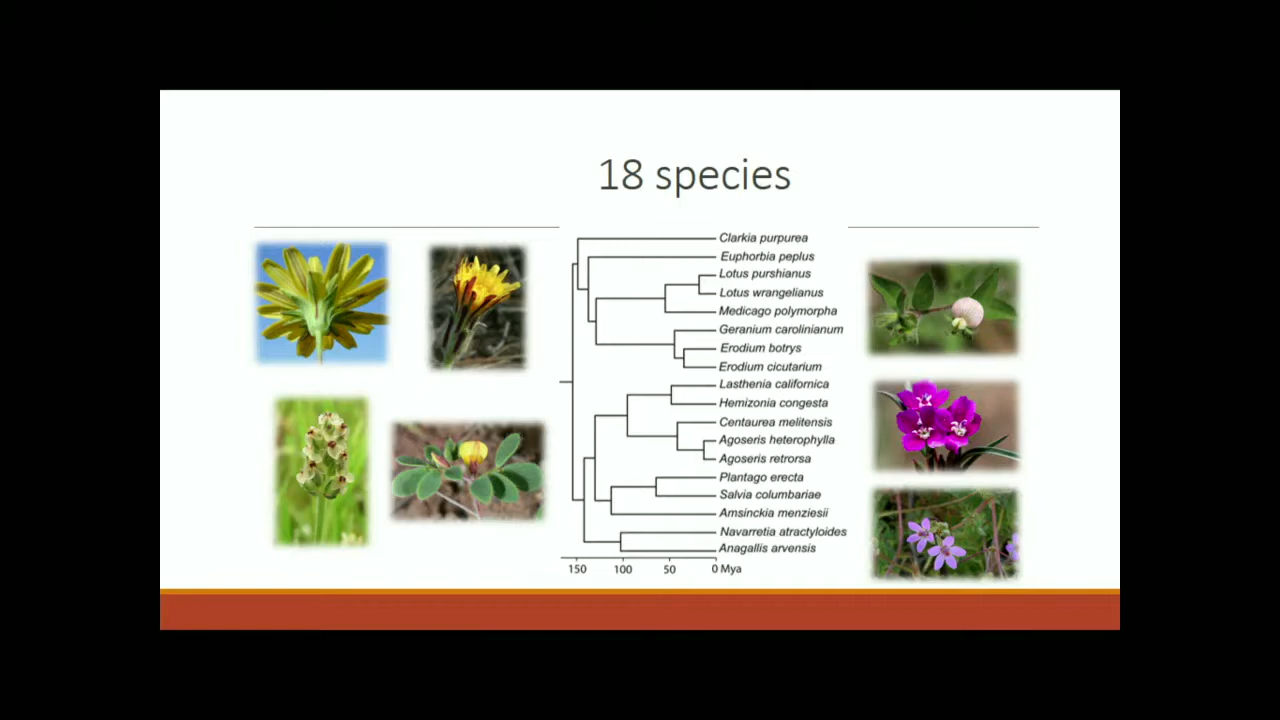 18 species
Clarkia purpurea
Euphorbia peplus
Lotus purshianus
Lotus wrangelianus
Medicago polymorpha
Geranium carolinianum
Erodium botrys
Erodium cicutarium
Lasthenia californica
Hemizonia congesta
Centaurea melitensis
Agoseris heterophylla
Agoseris retrorsa
Plantago erecta
Salvia columbariae
Amsinckia menziesii
Navarretia atractyloides
Anagallis arvensis
150 100 50 0 Mya